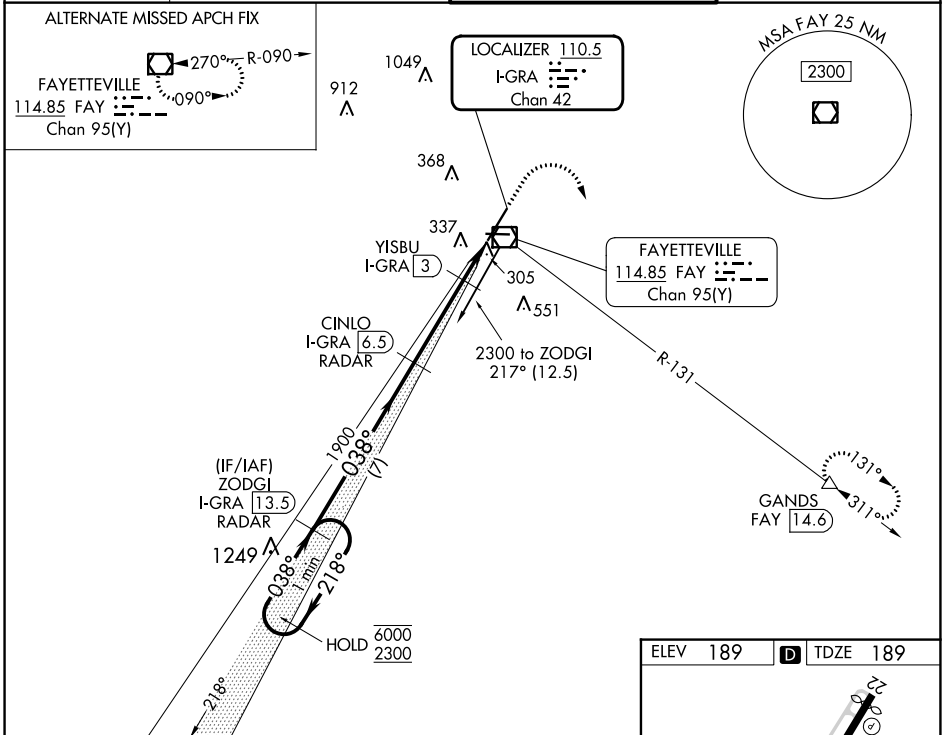 ALTERNATE MISSED APCH FIX
270°
R-090
FAYETTEVILLE
114.85 FAY
Chan 95(Y)
090°
912
1049
LOCALIZER 110.5
I-GRA
Chan 42
MSA FAY 25 NM
2300
368
337
YISBU
I-GRA 3
305
551
FAYETTEVILLE
114.85 FAY
Chan 95(Y)
CINLO
I-GRA 6.5
RADAR
2300 to ZODGI
217° (12.5)
R-131
1900
038°
(7)
(IF/IAF)
ZODGI
I-GRA 13.5
RADAR
131°
311°
GANDS
FAY 14.6
1249
038°
1 min
218°
HOLD 6000
2300
218°
ELEV 189
D
TDZE 189
22
P